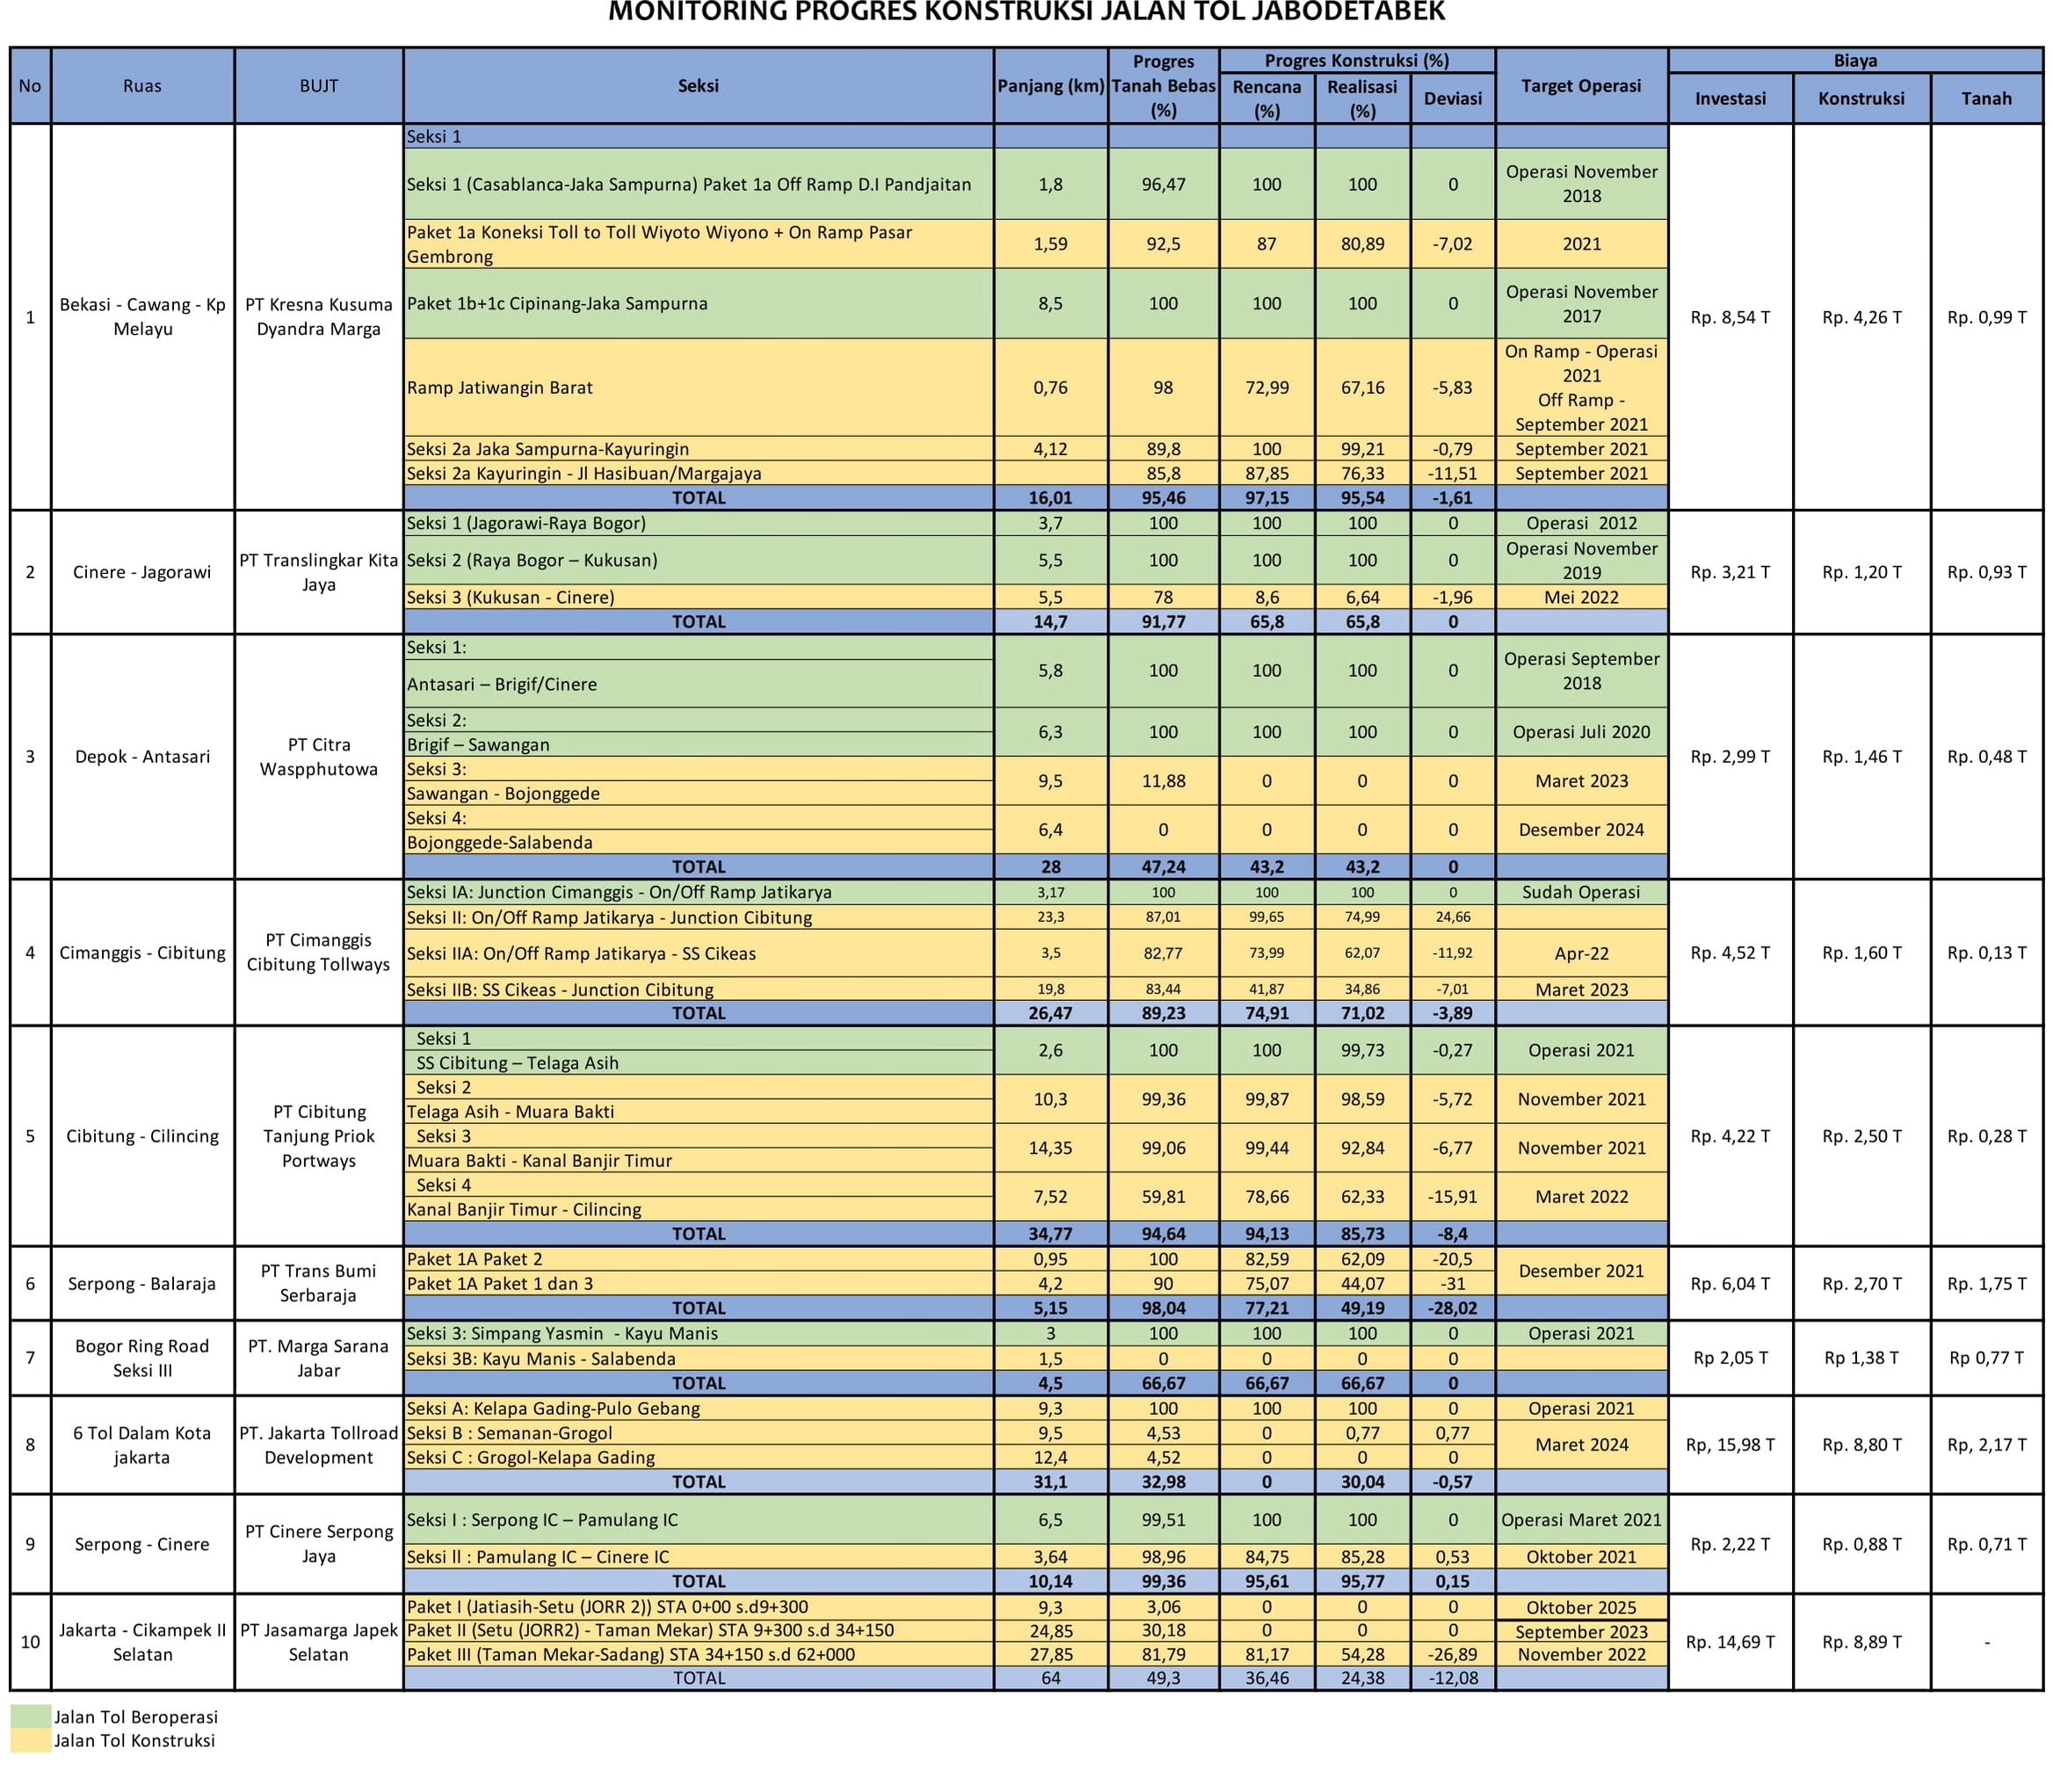 MONITORING PROGRES KONSTRUKSI JALAN TOL JABODETABEK
No Ruas BUJT Seksi Panjang (km) Progres Tanah Bebas (%) Progres Konstruksi (%) Target Operasi Biaya
Rencana (%) Realisasi (%) Deviasi Investasi Konstruksi Tanah
1 Bekasi - Cawang - Kp Melayu PT Kresna Kusuma Dyandra Marga Rp. 8,54 T Rp. 4,26 T Rp. 0,99 T
Seksi 1
Seksi 1 (Casablanca-Jaka Sampurna) Paket 1a Off Ramp D.I Pandjaitan 1,8 96,47 100 100 0 Operasi November 2018
Paket 1a Koneksi Toll to Toll Wiyoto Wiyono + On Ramp Pasar Gembrong 1,59 92,5 87 80,89 -7,02 2021
Paket 1b+1c Cipinang-Jaka Sampurna 8,5 100 100 100 0 Operasi November 2017
Ramp Jatiwangin Barat 0,76 98 72,99 67,16 -5,83 On Ramp - Operasi 2021 Off Ramp - September 2021
Seksi 2a Jaka Sampurna-Kayuringin 4,12 89,8 100 99,21 -0,79 September 2021
Seksi 2a Kayuringin - Jl Hasibuan/Margajaya 85,8 87,85 76,33 -11,51 September 2021
TOTAL 16,01 95,46 97,15 95,54 -1,61
2 Cinere - Jagorawi PT Translingkar Kita Jaya Rp. 3,21 T Rp. 1,20 T Rp. 0,93 T
Seksi 1 (Jagorawi-Raya Bogor) 3,7 100 100 100 0 Operasi 2012
Seksi 2 (Raya Bogor – Kukusan) 5,5 100 100 100 0 Operasi November 2019
Seksi 3 (Kukusan - Cinere) 5,5 78 8,6 6,64 -1,96 Mei 2022
TOTAL 14,7 91,77 65,8 65,8 0
3 Depok - Antasari PT Citra Waspphutowa Rp. 2,99 T Rp. 1,46 T Rp. 0,48 T
Seksi 1:
Antasari – Brigif/Cinere 5,8 100 100 100 0 Operasi September 2018
Seksi 2:
Brigif – Sawangan 6,3 100 100 100 0 Operasi Juli 2020
Seksi 3:
Sawangan - Bojonggede 9,5 11,88 0 0 0 Maret 2023
Seksi 4:
Bojonggede-Salabenda 6,4 0 0 0 0 Desember 2024
TOTAL 28 47,24 43,2 43,2 0
4 Cimanggis - Cibitung PT Cimanggis Cibitung Tollways Rp. 4,52 T Rp. 1,60 T Rp. 0,13 T
Seksi IA: Junction Cimanggis - On/Off Ramp Jatikarya 3,17 100 100 100 0 Sudah Operasi
Seksi II: On/Off Ramp Jatikarya - Junction Cibitung 23,3 87,01 99,65 74,99 24,66
Seksi IIA: On/Off Ramp Jatikarya - SS Cikeas 3,5 82,77 73,99 62,07 -11,92 Apr-22
Seksi IIB: SS Cikeas - Junction Cibitung 19,8 83,44 41,87 34,86 -7,01 Maret 2023
TOTAL 26,47 89,23 74,91 71,02 -3,89
5 Cibitung - Cilincing PT Cibitung Tanjung Priok Portways Rp. 4,22 T Rp. 2,50 T Rp. 0,28 T
Seksi 1
SS Cibitung – Telaga Asih 2,6 100 100 99,73 -0,27 Operasi 2021
Seksi 2
Telaga Asih - Muara Bakti 10,3 99,36 99,87 98,59 -5,72 November 2021
Seksi 3
Muara Bakti - Kanal Banjir Timur 14,35 99,06 99,44 92,84 -6,77 November 2021
Seksi 4
Kanal Banjir Timur - Cilincing 7,52 59,81 78,66 62,33 -15,91 Maret 2022
TOTAL 34,77 94,64 94,13 85,73 -8,4
6 Serpong - Balaraja PT Trans Bumi Serbaraja Rp. 6,04 T Rp. 2,70 T Rp. 1,75 T
Paket 1A Paket 2 0,95 100 82,59 62,09 -20,5 Desember 2021
Paket 1A Paket 1 dan 3 4,2 90 75,07 44,07 -31
TOTAL 5,15 98,04 77,21 49,19 -28,02
7 Bogor Ring Road Seksi III PT. Marga Sarana Jabar Rp 2,05 T Rp 1,38 T Rp 0,77 T
Seksi 3: Simpang Yasmin - Kayu Manis 3 100 100 100 0 Operasi 2021
Seksi 3B: Kayu Manis - Salabenda 1,5 0 0 0 0
TOTAL 4,5 66,67 66,67 66,67 0
8 6 Tol Dalam Kota jakarta PT. Jakarta Tollroad Development Rp, 15,98 T Rp. 8,80 T Rp, 2,17 T
Seksi A: Kelapa Gading-Pulo Gebang 9,3 100 100 100 0 Operasi 2021
Seksi B : Semanan-Grogol 9,5 4,53 0 0,77 0,77 Maret 2024
Seksi C : Grogol-Kelapa Gading 12,4 4,52 0 0 0
TOTAL 31,1 32,98 0 30,04 -0,57
9 Serpong - Cinere PT Cinere Serpong Jaya Rp. 2,22 T Rp. 0,88 T Rp. 0,71 T
Seksi I : Serpong IC – Pamulang IC 6,5 99,51 100 100 0 Operasi Maret 2021
Seksi ll : Pamulang IC – Cinere IC 3,64 98,96 84,75 85,28 0,53 Oktober 2021
TOTAL 10,14 99,36 95,61 95,77 0,15
10 Jakarta - Cikampek II Selatan PT Jasamarga Japek Selatan Rp. 14,69 T Rp. 8,89 T -
Paket I (Jatiasih-Setu (JORR 2)) STA 0+00 s.d9+300 9,3 3,06 0 0 0 Oktober 2025
Paket II (Setu (JORR2) - Taman Mekar) STA 9+300 s.d 34+150 24,85 30,18 0 0 0 September 2023
Paket III (Taman Mekar-Sadang) STA 34+150 s.d 62+000 27,85 81,79 81,17 54,28 -26,89 November 2022
TOTAL 64 49,3 36,46 24,38 -12,08
Jalan Tol Beroperasi
Jalan Tol Konstruksi